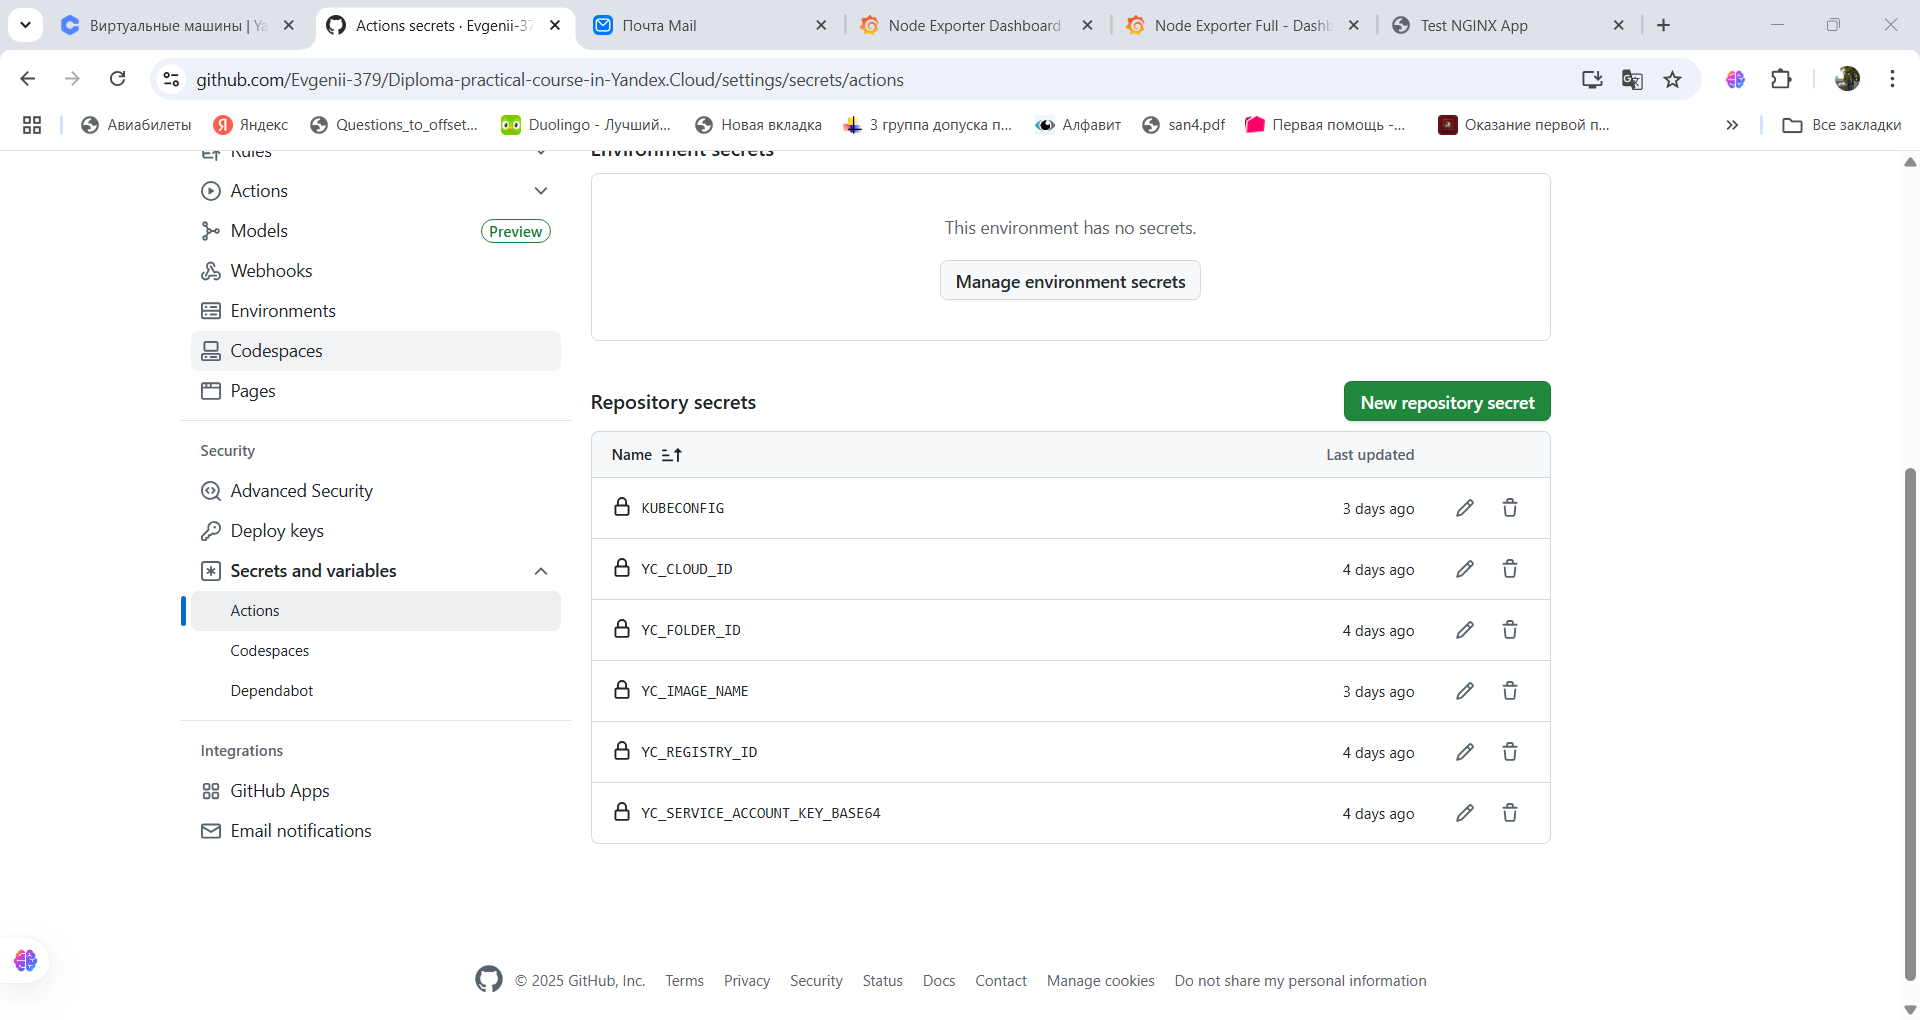 Виртуальные машины | Ya
Actions secrets · Evgenii-37
Почта Mail
Node Exporter Dashboard
Node Exporter Full - Dashb
Test NGINX App
github.com/Evgenii-379/Diploma-practical-course-in-Yandex.Cloud/settings/secrets/actions
Авиабилеты
Яндекс
Questions_to_offset...
Duolingo - Лучший...
Новая вкладка
3 группа допуска п...
Алфавит
san4.pdf
Первая помощь -...
Оказание первой п...
Все закладки
Rules
Actions
Models
Preview
Webhooks
Environments
Codespaces
Pages
Security
Advanced Security
Deploy keys
Secrets and variables
Actions
Codespaces
Dependabot
Integrations
GitHub Apps
Email notifications
Environment secrets
This environment has no secrets.
Manage environment secrets
Repository secrets
New repository secret
Name
Last updated
KUBECONFIG
3 days ago
YC_CLOUD_ID
4 days ago
YC_FOLDER_ID
4 days ago
YC_IMAGE_NAME
3 days ago
YC_REGISTRY_ID
4 days ago
YC_SERVICE_ACCOUNT_KEY_BASE64
4 days ago
© 2025 GitHub, Inc.
Terms
Privacy
Security
Status
Docs
Contact
Manage cookies
Do not share my personal information